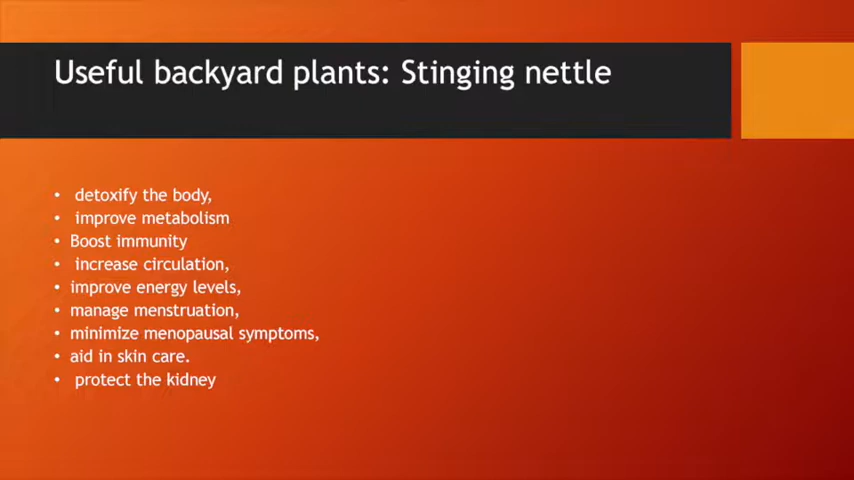 Useful backyard plants: Stinging nettle
• detoxify the body,
• improve metabolism
• Boost immunity
• increase circulation,
• improve energy levels,
• manage menstruation,
• minimize menopausal symptoms,
• aid in skin care.
• protect the kidney